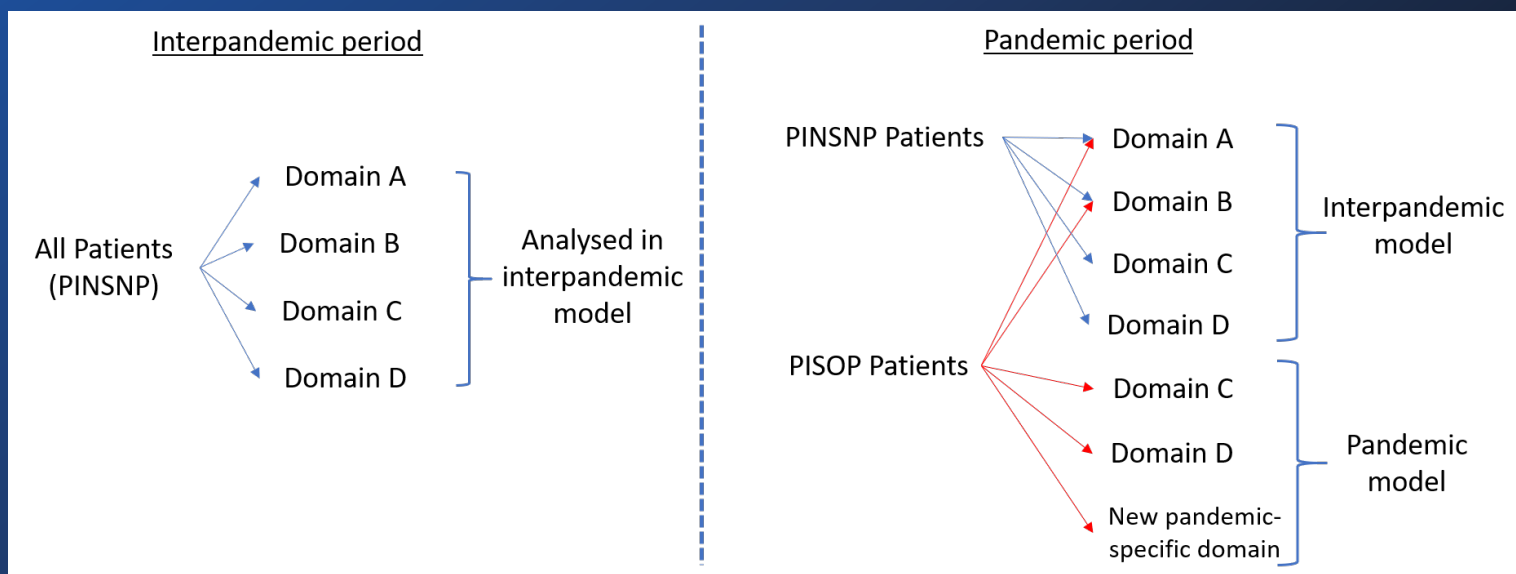 Interpandemic period
All Patients
(PINSNP)
Domain A
Domain B
Domain C
Domain D
Analysed in
interpandemic
model
Pandemic period
PINSNP Patients
PISOP Patients
Domain A
Domain B
Domain C
Domain D
Interpandemic
model
Domain C
Domain D
New pandemic-
specific domain
Pandemic
model